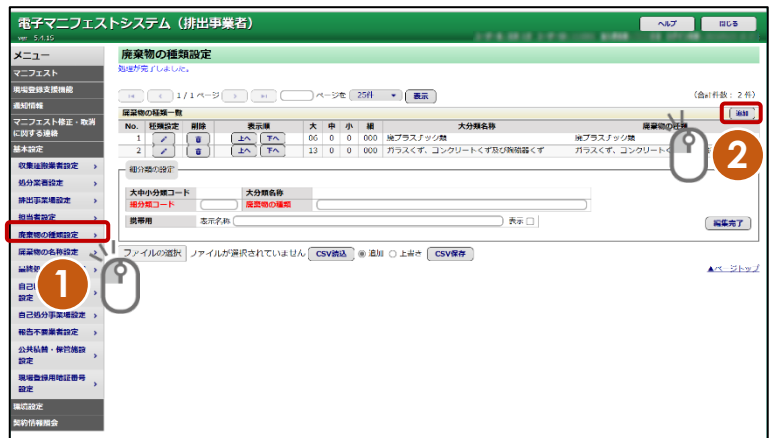 電子マニフェストシステム（排出事業者）
ヘルプ 閉じる
ver 5.4.15
メニュー
マニフェスト
現場登録支援機能
通知情報
マニフェスト修正・取消
に関する連絡
基本設定
収集運搬業者設定 >
処分業者設定 >
排出事業場設定 >
担当者設定 >
廃棄物の種類設定 >
廃棄物の名称設定 >
設定
自己処分事業場設定 >
報告不要業者設定 >
公共品替・保管施設
設定 >
現場登録用暗証番号
設定 >
環境設定
契約情報照会
廃棄物の種類設定
処理が完了しました。
1 / 1 ページ ページを 25件 表示 (合計件数： 2 件)
廃棄物の種類一覧 追加
No. 種類設定 削除 表示順 大 中 小 細 大分類名称 廃棄物の種類
1 上へ 下へ 06 0 0 000 廃プラスチック類 廃プラスチック類
2 上へ 下へ 13 0 0 000 ガラスくず、コンクリートくず及び陶磁器くず ガラスくず、コンクリート
細分類の設定
大中小分類コード 大分類名称
細分類コード 廃棄物の種類
携帯用 表示名称 表示 編集完了
ファイルの選択 ファイルが選択されていません CSV読込 追加 上書き CSV保存
▲ページトップ
1
2